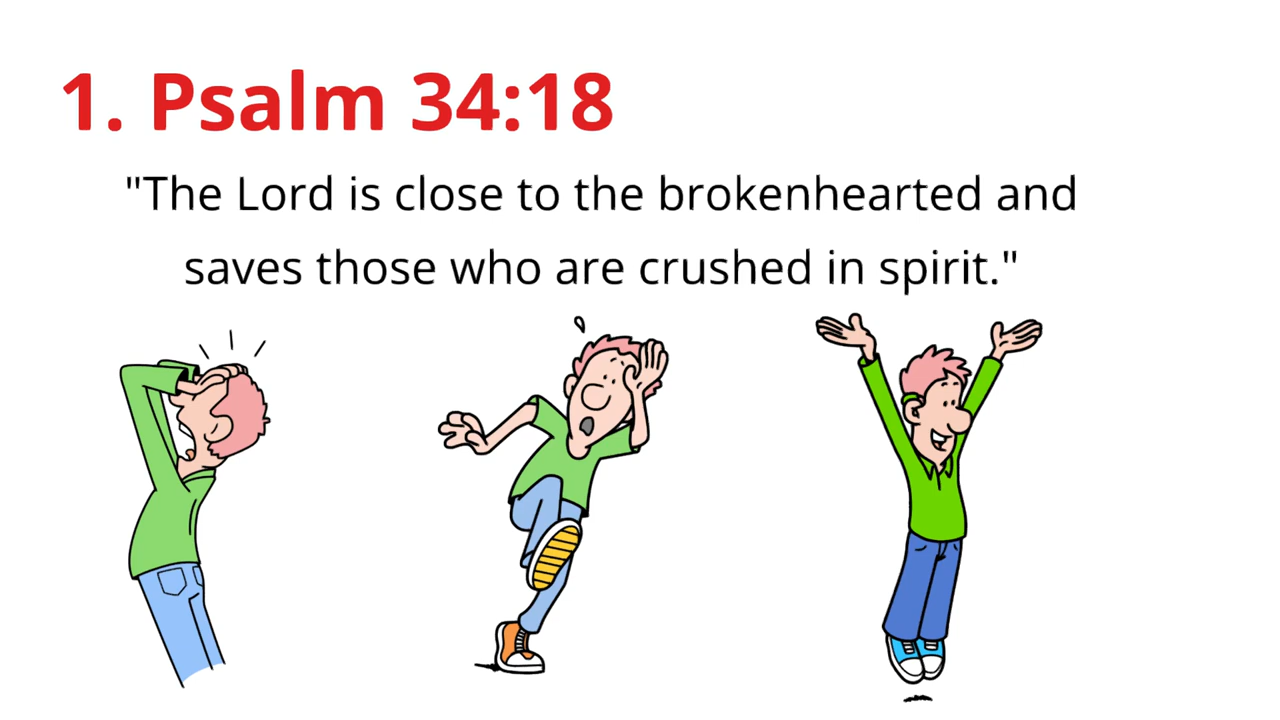 1. Psalm 34:18
"The Lord is close to the brokenhearted and
saves those who are crushed in spirit."